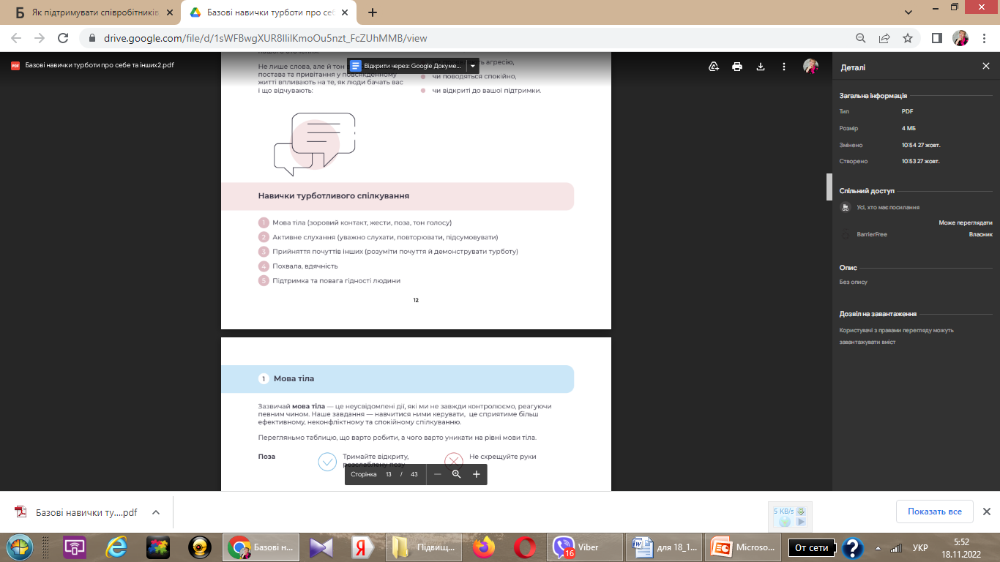 Як підтримувати співробітників,
Базові навички турботи про себе
drive.google.com/file/d/1sWFBwgXUR8IIilKmoOu5nzt_FcZUhMMB/view
Базові навички турботи про себе та інших2.pdf
Відкрити через: Google Докуме...
Не лише слова, але й тон
постава та привітання у повсякденному
житті впливають на те, як люди бачать вас
і що відчувають:
агресію,
чи поводяться спокійно,
чи відкриті до вашої підтримки.
Навички турботливого спілкування
1 Мова тіла (зоровий контакт, жести, поза, тон голосу)
2 Активне слухання (уважно слухати, повторювати, підсумовувати)
3 Прийняття почуттів інших (розуміти почуття й демонструвати турботу)
4 Похвала, вдячність
5 Підтримка та повага гідності людини
12
1 Мова тіла
Зазвичай мова тіла — це неусвідомлені дії, які ми не завжди контролюємо, реагуючи
певним чином. Наше завдання — навчитися ними керувати, це сприятиме більш
ефективному, неконфліктному та спокійному спілкуванню.
Перегляньмо таблицю, що варто робити, а чого варто уникати на рівні мови тіла.
Поза
Тримайте відкриту,
розслаблену позу
Не схрещуйте руки
Сторінка 13 / 43
Деталі
Загальна інформація
Тип PDF
Розмір 4 МБ
Змінено 10:54 27 жовт.
Створено 10:53 27 жовт.
Спільний доступ
Усі, хто має посилання
Може переглядати
BarrierFree Власник
Опис
Без опису
Дозвіл на завантаження
Користувачі з правами перегляду можуть
завантажувати вміст
Базові навички ту....pdf
5 KB/s
Показать все
Базові н...
Підвищ...
16
Viber
для 18_1...
Microso...
От сети
УКР
5:52
18.11.2022